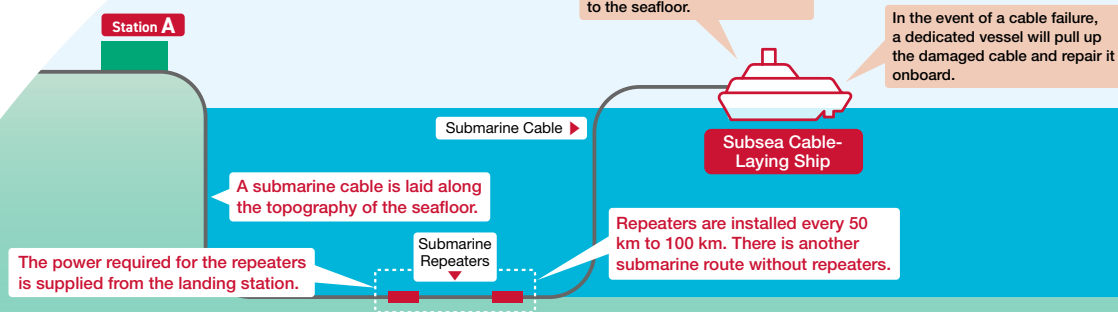 to the seafloor.
Station A
In the event of a cable failure,
a dedicated vessel will pull up
the damaged cable and repair it
onboard.
Submarine Cable
Subsea Cable-
Laying Ship
A submarine cable is laid along
the topography of the seafloor.
Repeaters are installed every 50
km to 100 km. There is another
submarine route without repeaters.
Submarine
Repeaters
The power required for the repeaters
is supplied from the landing station.